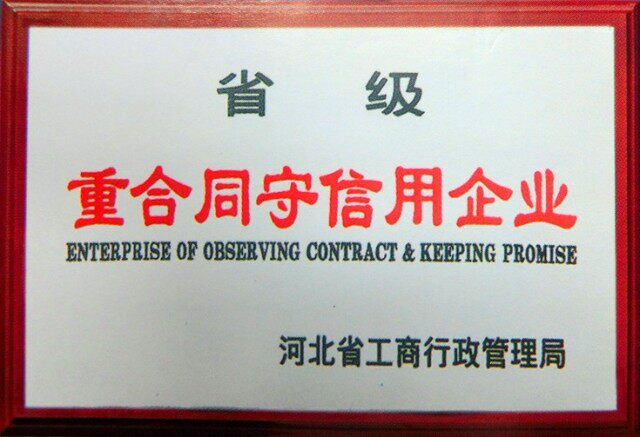 省 级
重合同守信用企业
ENTERPRISE OF OBSERVING CONTRACT & KEEPING PROMISE
河北省工商行政管理局